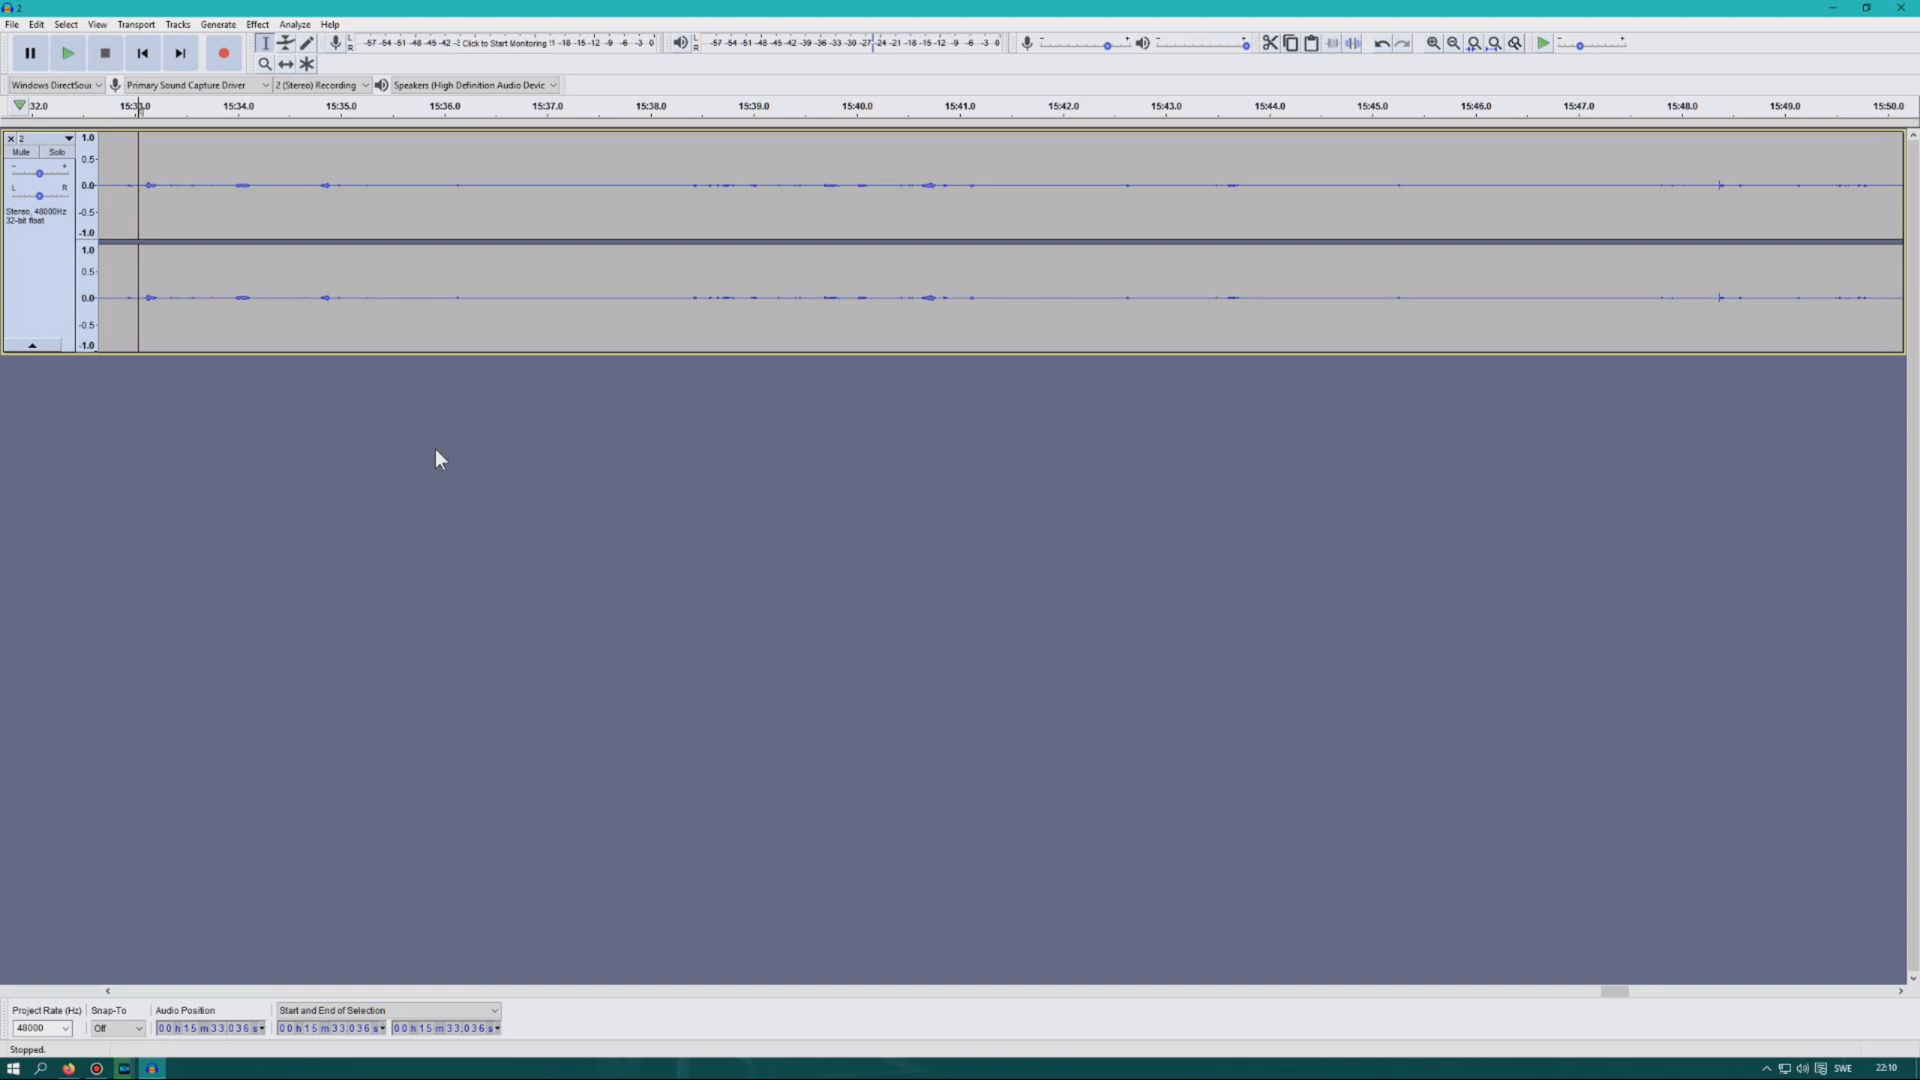 2
File Edit Select View Transport Tracks Generate Effect Analyze Help
L R -57 -54 -51 -48 -45 -42 -3 Click to Start Monitoring !1 -18 -15 -12 -9 -6 -3 0 L R -57 -54 -51 -48 -45 -42 -39 -36 -33 -30 -27 -24 -21 -18 -15 -12 -9 -6 -3 0 - + - + - +
Windows DirectSou Primary Sound Capture Driver 2 (Stereo) Recording Speakers (High Definition Audio Devic
32.0 15:33.0 15:34.0 15:35.0 15:36.0 15:37.0 15:38.0 15:39.0 15:40.0 15:41.0 15:42.0 15:43.0 15:44.0 15:45.0 15:46.0 15:47.0 15:48.0 15:49.0 15:50.0
2 1.0
Mute Solo
- + 0.5
L R 0.0
Stereo, 48000Hz -0.5
32-bit float
-1.0
1.0
0.5
0.0
-0.5
-1.0
Project Rate (Hz) Snap-To Audio Position Start and End of Selection
48000 Off 00 h 15 m 33.036 s 00 h 15 m 33.036 s 00 h 15 m 33.036 s
Stopped.
SWE 22:10